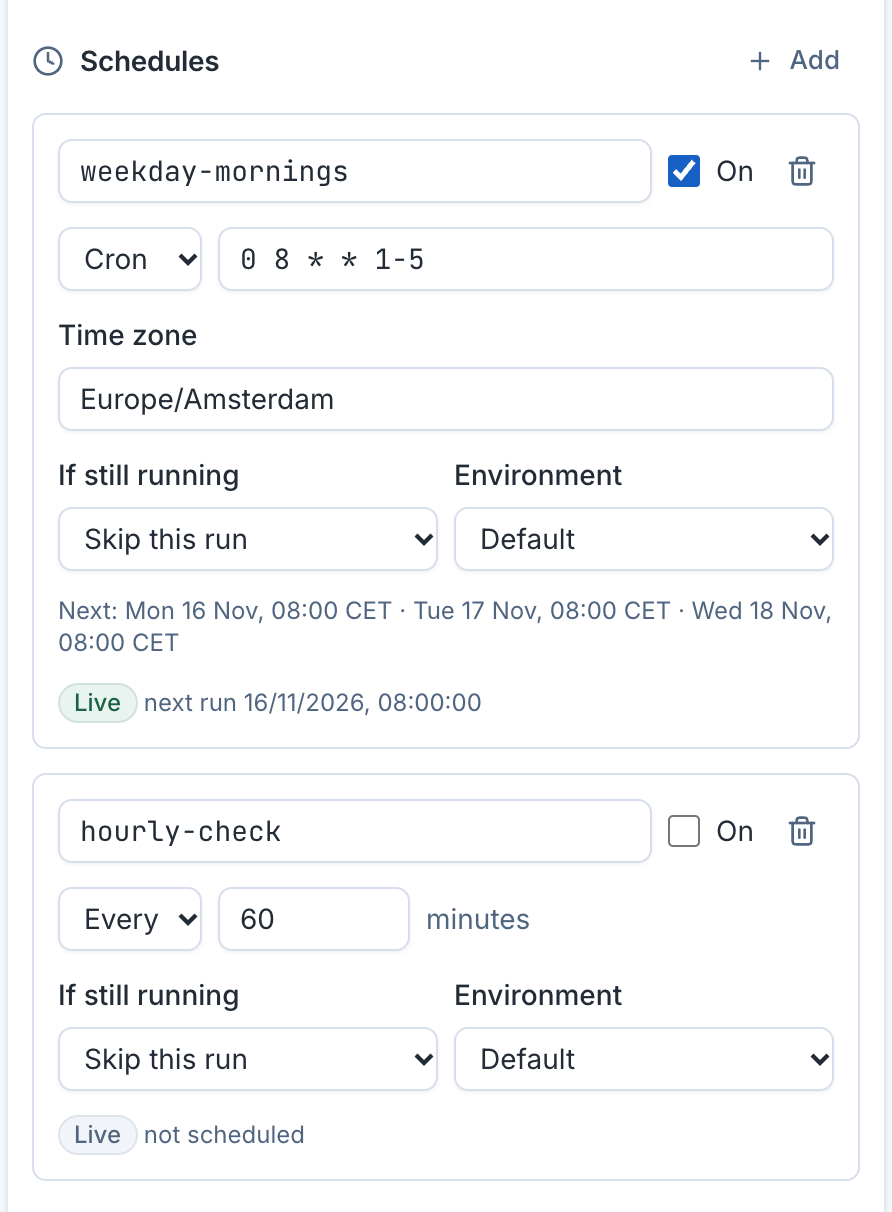 Schedules
+ Add
weekday-mornings
On
Cron
0 8 * * 1-5
Time zone
Europe/Amsterdam
If still running
Environment
Skip this run
Default
Next: Mon 16 Nov, 08:00 CET · Tue 17 Nov, 08:00 CET · Wed 18 Nov,
08:00 CET
Live next run 16/11/2026, 08:00:00
hourly-check
On
Every
60
minutes
If still running
Environment
Skip this run
Default
Live not scheduled